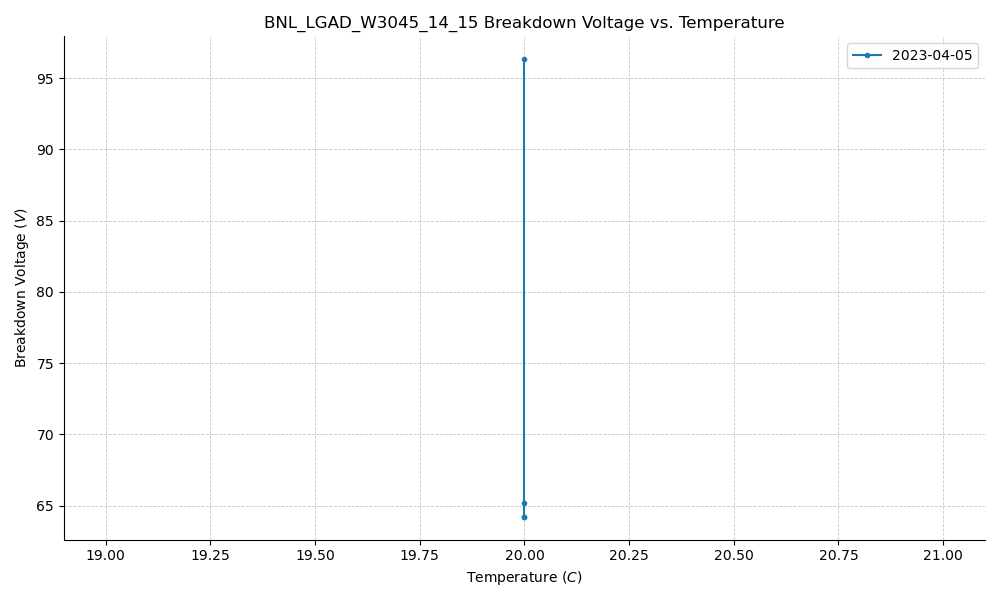 BNL_LGAD_W3045_14_15 Breakdown Voltage vs. Temperature
2023-04-05
Breakdown Voltage (V)
95
90
85
80
75
70
65
19.00 19.25 19.50 19.75 20.00 20.25 20.50 20.75 21.00
Temperature (C)